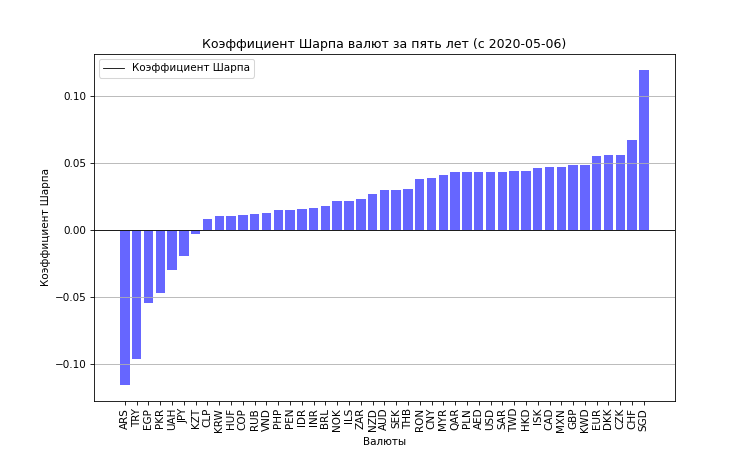 Коэффициент Шарпа валют за пять лет (с 2020-05-06)
Коэффициент Шарпа
0.10
0.05
0.00
−0.05
−0.10
Коэффициент Шарпа
ARS TRY EGP PKR UAH JPY KZT CLP KRW HUF COP RUB VND PHP PEN IDR INR BRL NOK ILS ZAR NZD AUD SEK THB RON CNY MYR QAR PLN AED USD SAR TWD HKD ISK CAD MXN GBP KWD EUR DKK CZK CHF SGD
Валюты